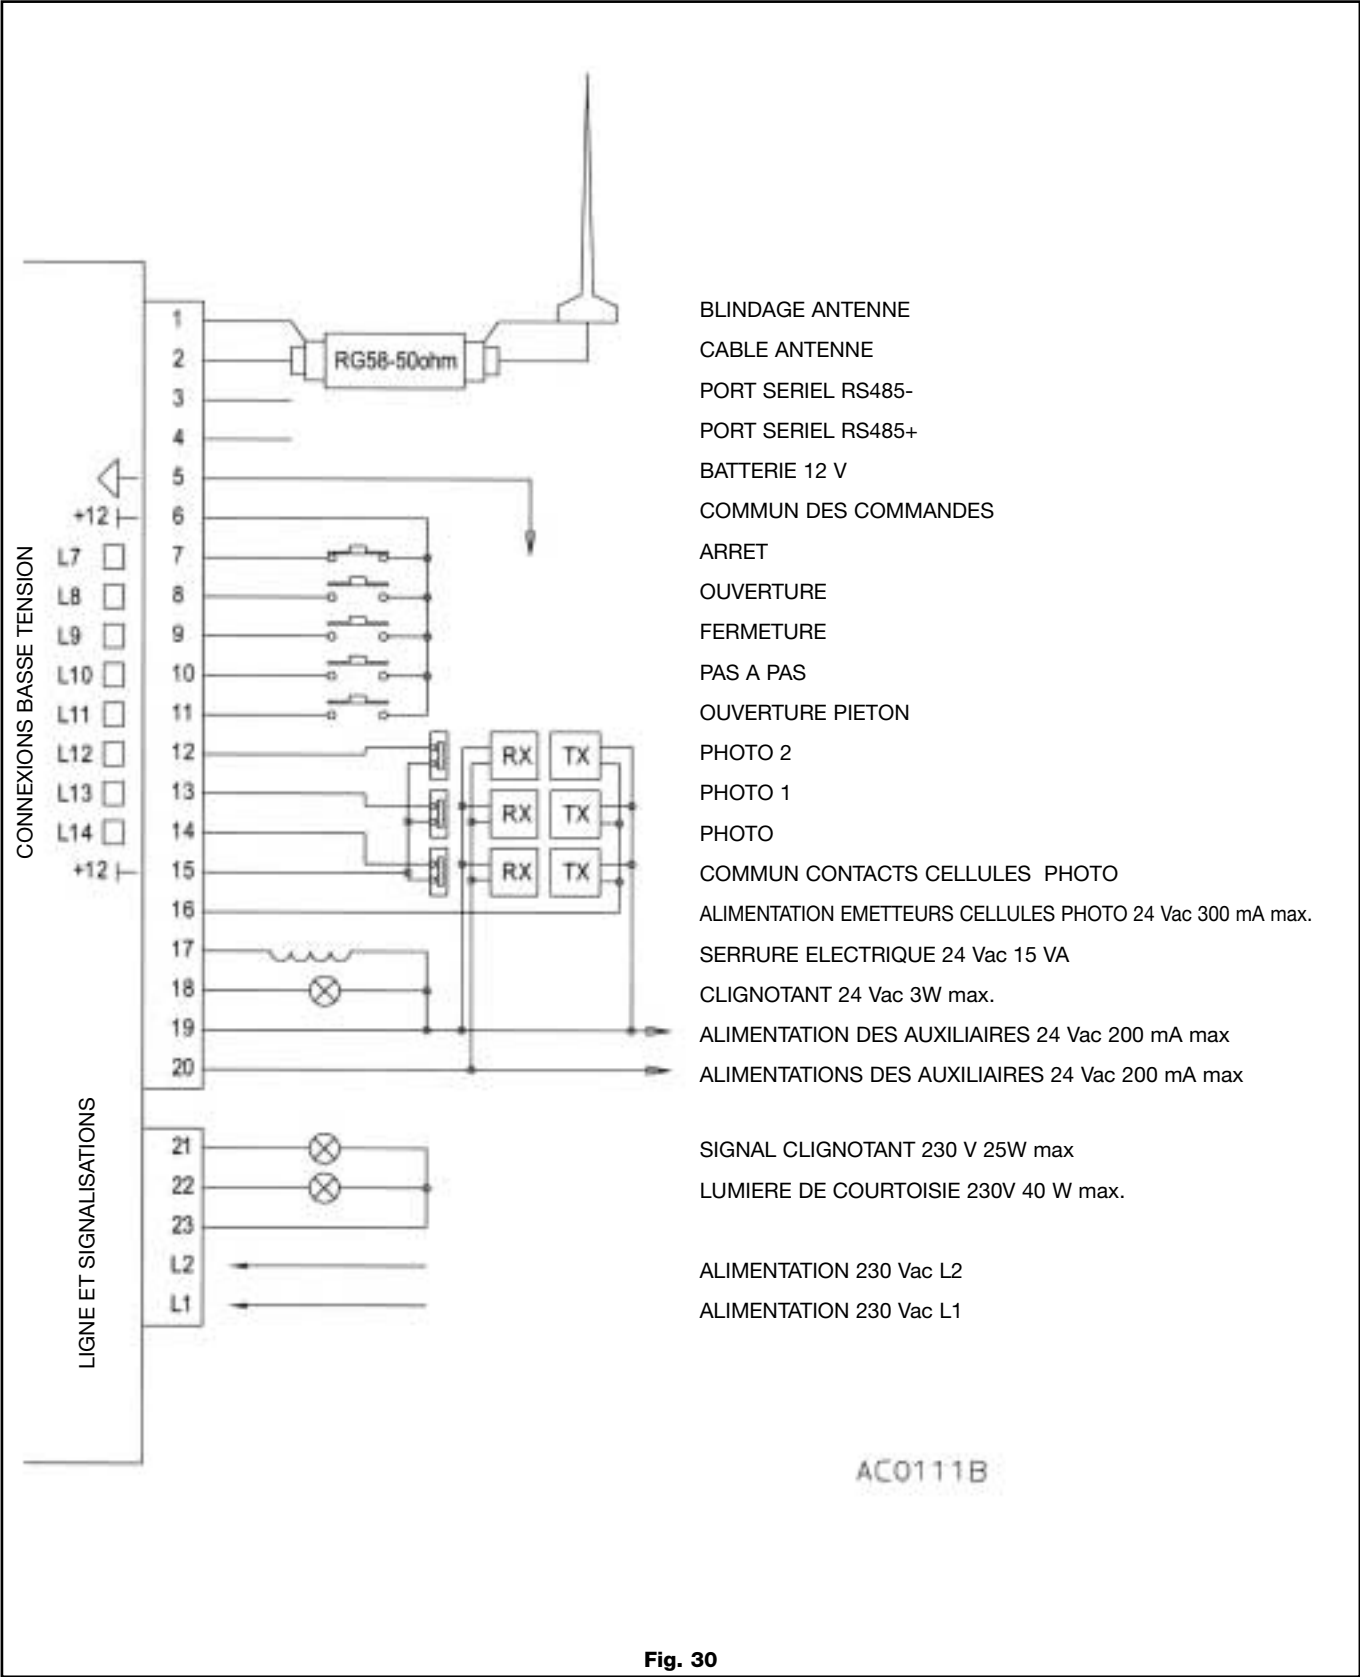 1 BLINDAGE ANTENNE
2 RG58-50ohm CABLE ANTENNE
3 PORT SERIEL RS485-
4 PORT SERIEL RS485+
5 BATTERIE 12 V
+12 6 COMMUN DES COMMANDES
L7 7 ARRET
L8 8 OUVERTURE
L9 9 FERMETURE
L10 10 PAS A PAS
L11 11 OUVERTURE PIETON
L12 12 RX TX PHOTO 2
L13 13 RX TX PHOTO 1
L14 14 PHOTO
+12 15 RX TX COMMUN CONTACTS CELLULES PHOTO
16 ALIMENTATION EMETTEURS CELLULES PHOTO 24 Vac 300 mA max.
17 SERRURE ELECTRIQUE 24 Vac 15 VA
18 CLIGNOTANT 24 Vac 3W max.
19 ALIMENTATION DES AUXILIAIRES 24 Vac 200 mA max
20 ALIMENTATIONS DES AUXILIAIRES 24 Vac 200 mA max
CONNEXIONS BASSE TENSION
21 SIGNAL CLIGNOTANT 230 V 25W max
22 LUMIERE DE COURTOISIE 230V 40 W max.
23
L2 ALIMENTATION 230 Vac L2
L1 ALIMENTATION 230 Vac L1
LIGNE ET SIGNALISATIONS
AC0111B
Fig. 30